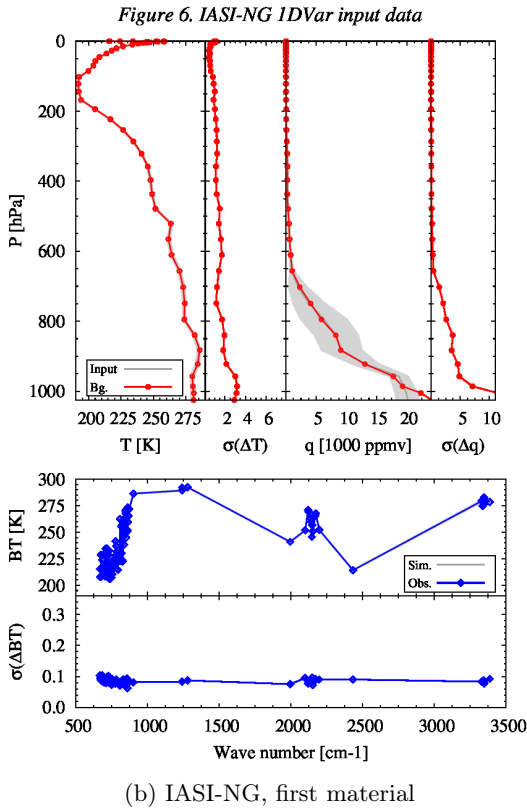 Figure 6. IASI-NG 1DVar input data
0
200
400
600
800
1000
P [hPa]
Input
Bg.
200 225 250 275
2 4 6
5 10 15 20
5 10
T [K] σ(ΔT) q [1000 ppmv] σ(Δq)
300
275
250
225
200
BT [K]
Sim.
Obs.
0.3
0.2
0.1
0.0
σ(ΔBT)
500 1000 1500 2000 2500 3000 3500
Wave number [cm-1]
(b) IASI-NG, first material